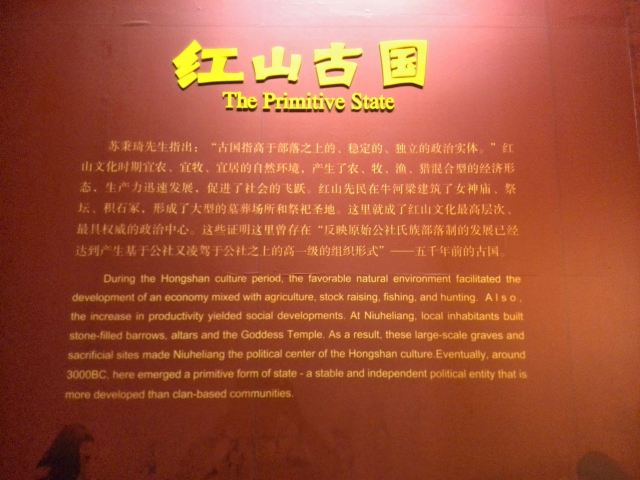 红山古国
The Primitive State
苏秉琦先生指出：“古国指高于部落之上的、稳定的、独立的政治实体。”红
山文化时期宜农、宜牧、宜居的自然环境，产生了农、牧、渔、猎混合型的经济形
态，生产力迅速发展，促进了社会的飞跃。红山先民在牛河梁建筑了女神庙、祭
坛、积石冢，形成了大型的墓葬场所和祭祀圣地。这里就成了红山文化最高层次、
最具权威的政治中心。这些证明这里曾存在“反映原始公社氏族部落制的发展已经
达到产生基于公社又凌驾于公社之上的高一级的组织形式”——五千年前的古国。
During the Hongshan culture period, the favorable natural environment facilitated the
development of an economy mixed with agriculture, stock raising, fishing, and hunting. Also,
the increase in productivity yielded social developments. At Niuheliang, local inhabitants built
stone-filled barrows, altars and the Goddess Temple. As a result, these large-scale graves and
sacrificial sites made Niuheliang the political center of the Hongshan culture.Eventually, around
3000BC, here emerged a primitive form of state - a stable and independent political entity that is
more developed than clan-based communities.